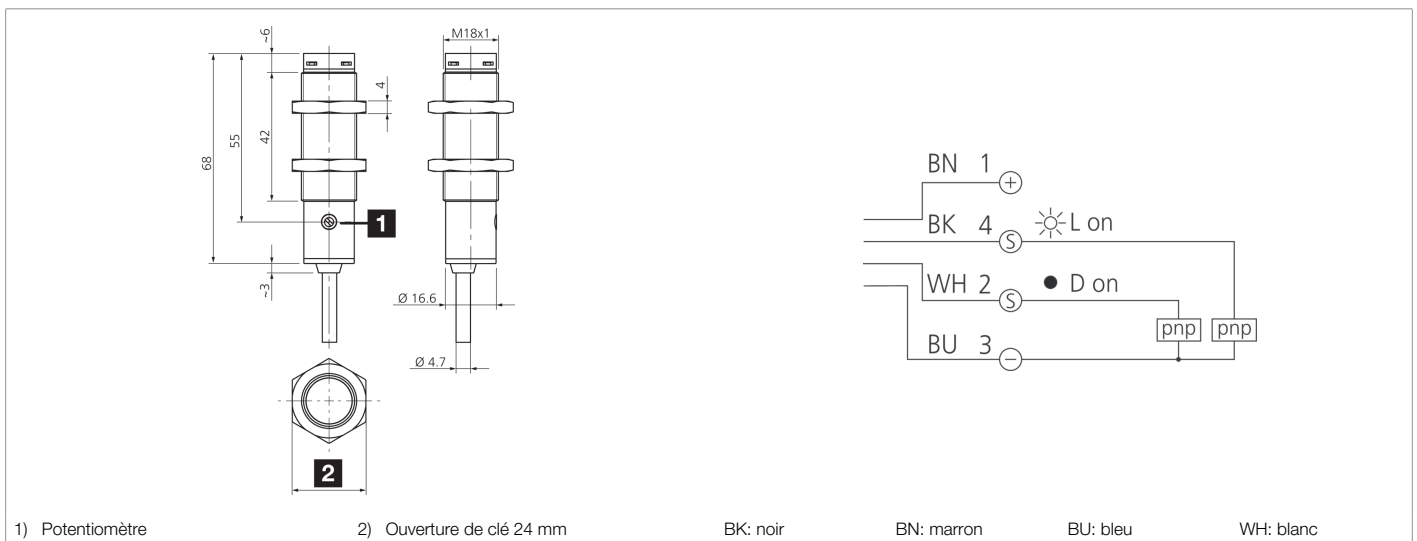 ~6
M18x1
4
68
55
42
1
~3
Ø 16.6
Ø 4.7
2
BN 1
+
BK 4 S L on
WH 2 S D on
pnp pnp
BU 3
−
1) Potentiomètre 2) Ouverture de clé 24 mm BK: noir BN: marron BU: bleu WH: blanc